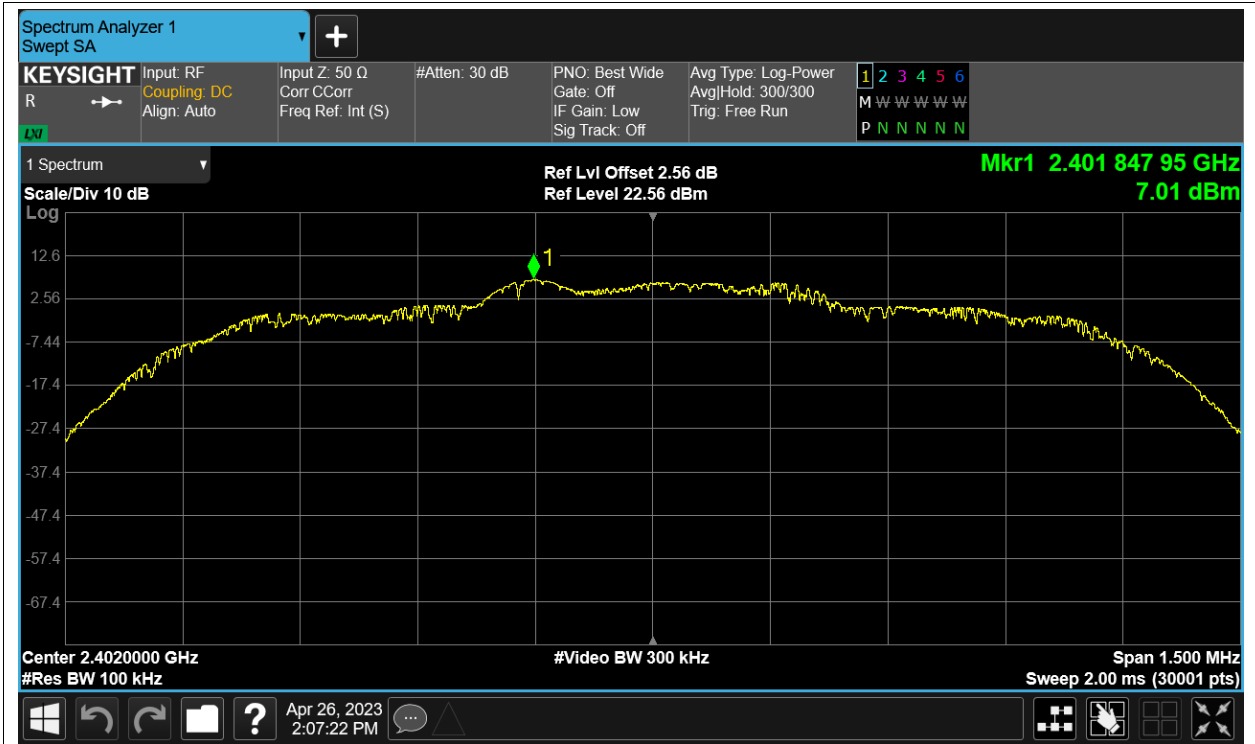 Spectrum Analyzer 1
Swept SA
KEYSIGHT
R
LXI
Input: RF
Coupling: DC
Align: Auto
Input Z: 50 Ω
Corr CCorr
Freq Ref: Int (S)
#Atten: 30 dB
PNO: Best Wide
Gate: Off
IF Gain: Low
Sig Track: Off
Avg Type: Log-Power
Avg|Hold: 300/300
Trig: Free Run
1 2 3 4 5 6
M W W W W W
P N N N N N
1 Spectrum
Scale/Div 10 dB
Ref Lvl Offset 2.56 dB
Ref Level 22.56 dBm
Mkr1 2.401 847 95 GHz
7.01 dBm
Log
1
12.6
2.56
-7.44
-17.4
-27.4
-37.4
-47.4
-57.4
-67.4
Center 2.4020000 GHz
#Video BW 300 kHz
Span 1.500 MHz
#Res BW 100 kHz
Sweep 2.00 ms (30001 pts)
?
Apr 26, 2023
2:07:22 PM